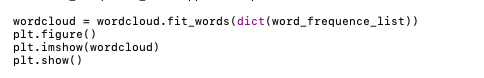 wordcloud = wordcloud.fit_words(dict(word_frequence_list))
plt.figure()
plt.imshow(wordcloud)
plt.show()